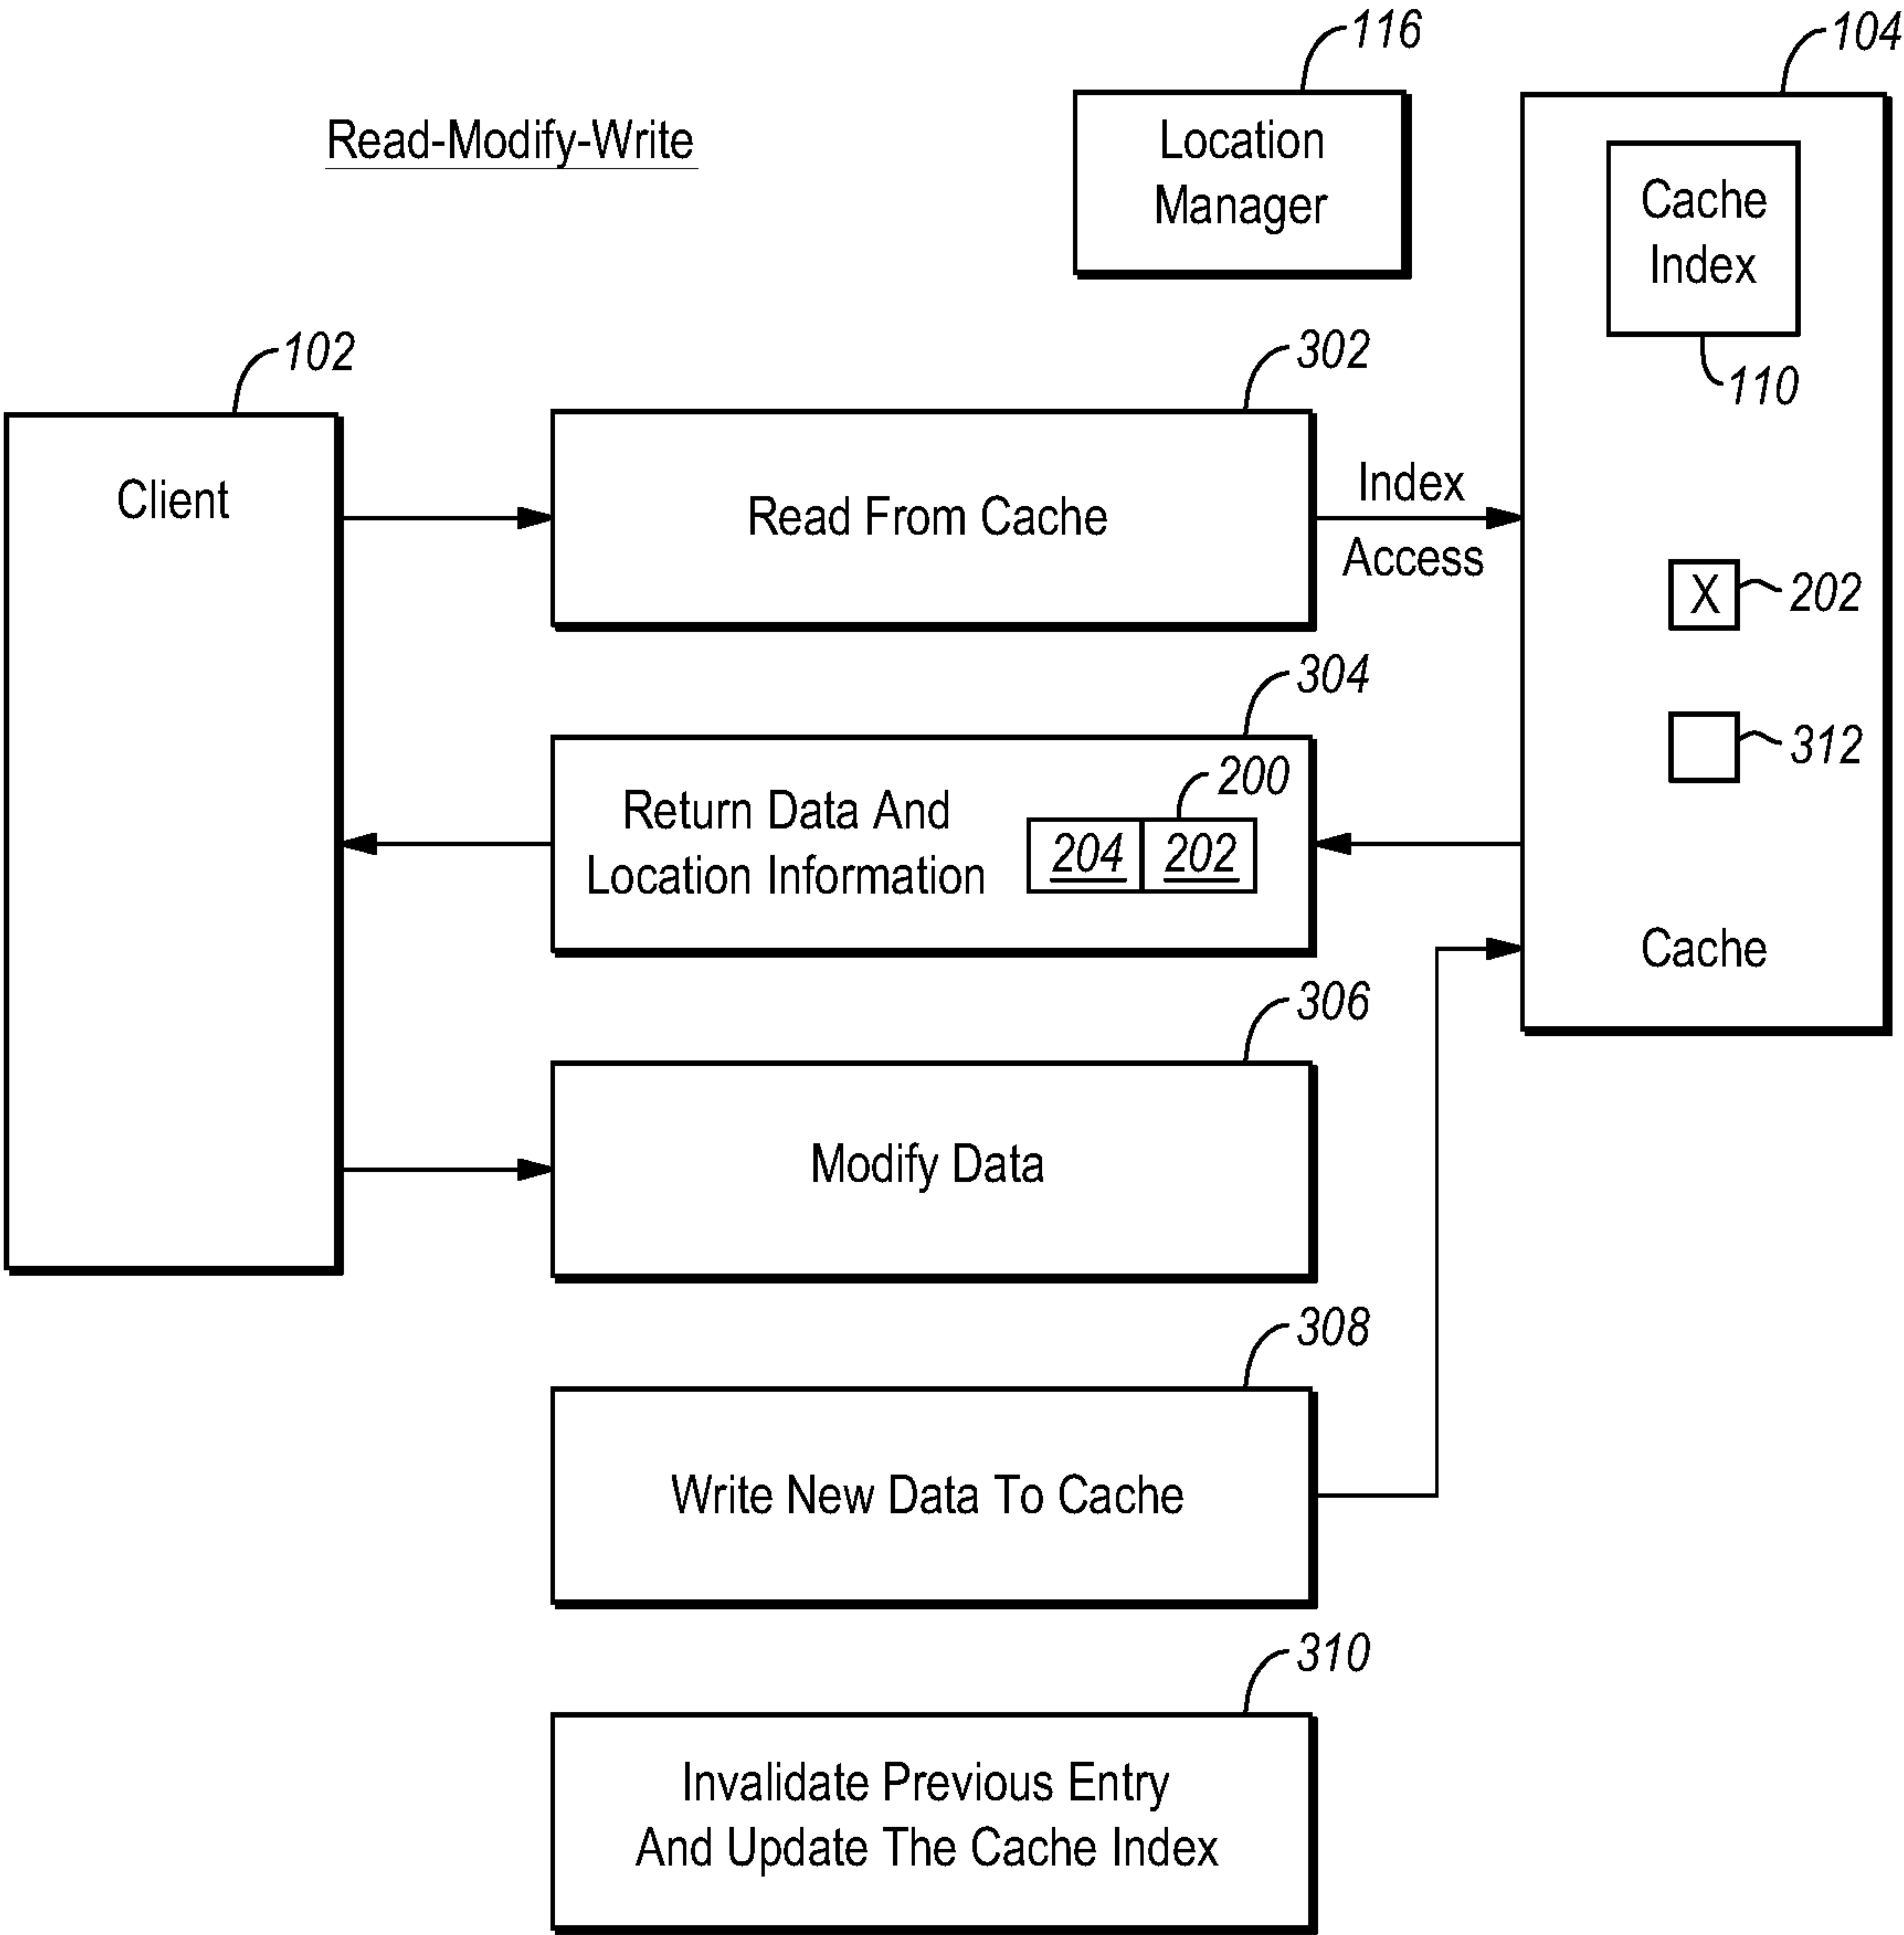 116
104
Read-Modify-Write
Location
Manager
Cache
Index
110
102
302
Client
Read From Cache
Index
Access
X
202
304
312
200
Return Data And
Location Information
204
202
Cache
306
Modify Data
308
Write New Data To Cache
310
Invalidate Previous Entry
And Update The Cache Index